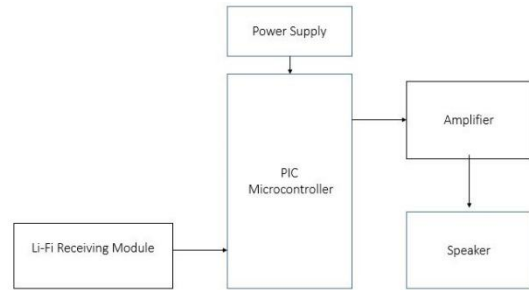 Power Supply
Amplifier
PIC
Microcontroller
Li-Fi Receiving Module
Speaker